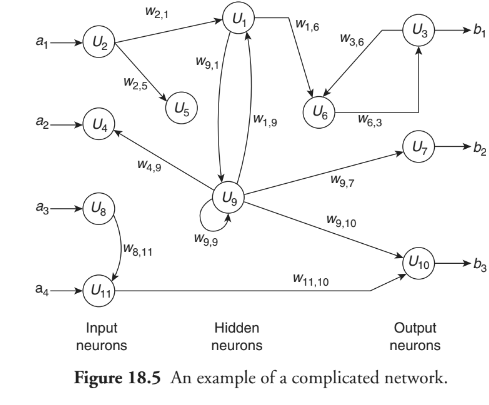 w2,1
U1
w1,6
a1
U2
w3,6
U3
b1
w9,1
w2,5
U5
U6
w6,3
w1,9
a2
U4
U7
b2
w4,9
w9,7
a3
U8
U9
w9,10
w9,9
w8,11
U10
b3
w11,10
a4
U11
Input
neurons
Hidden
neurons
Output
neurons
Figure 18.5 An example of a complicated network.